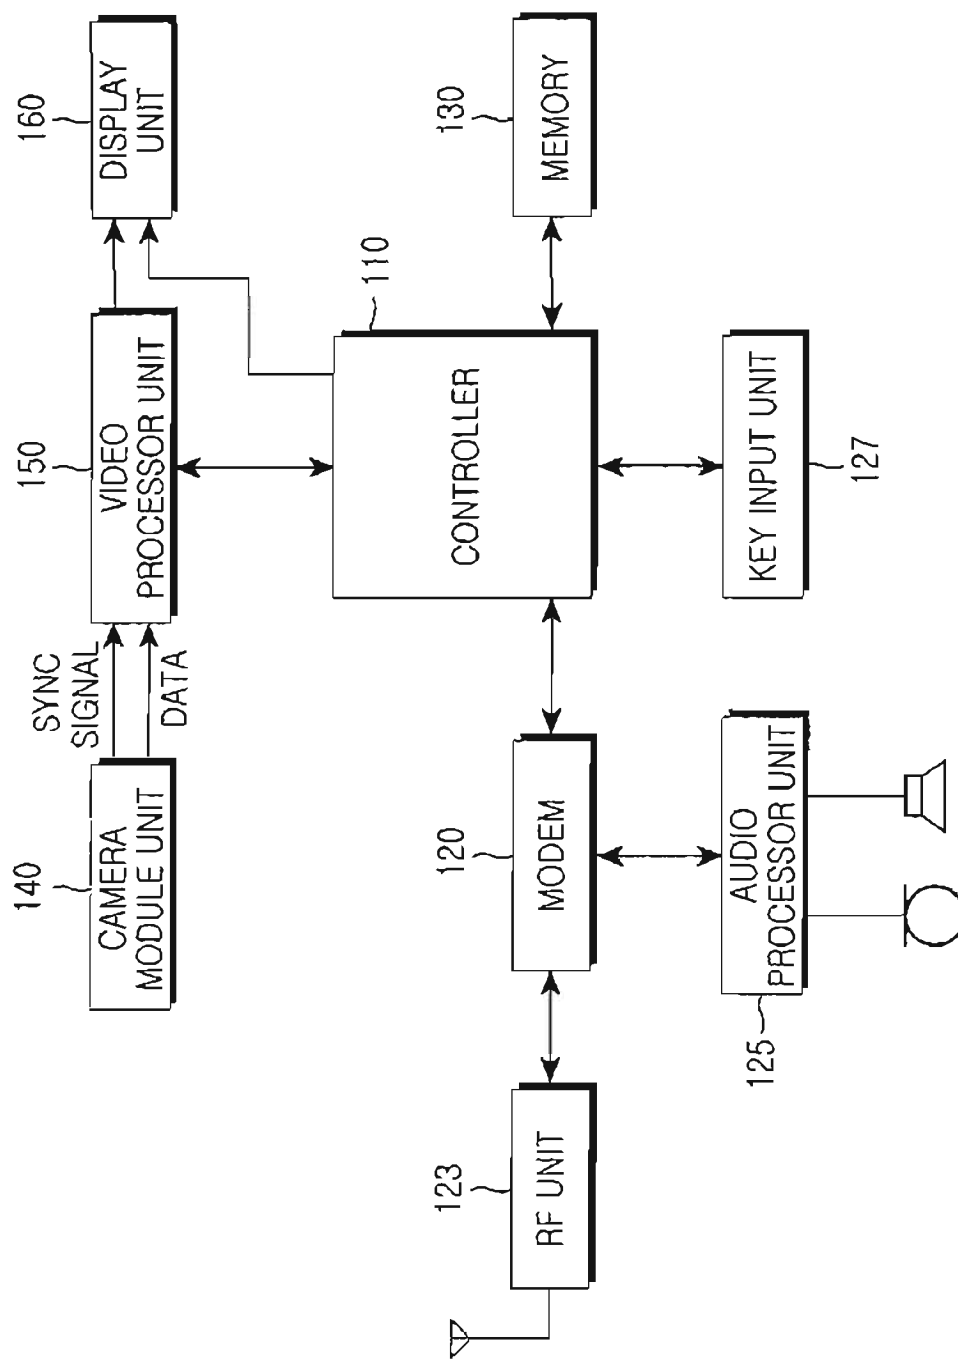 140
CAMERA
MODULE UNIT
SYNC
SIGNAL
DATA
150
VIDEO
PROCESSOR UNIT
160
DISPLAY
UNIT
123
RF UNIT
120
MODEM
110
CONTROLLER
130
MEMORY
125
AUDIO
PROCESSOR UNIT
KEY INPUT UNIT
127